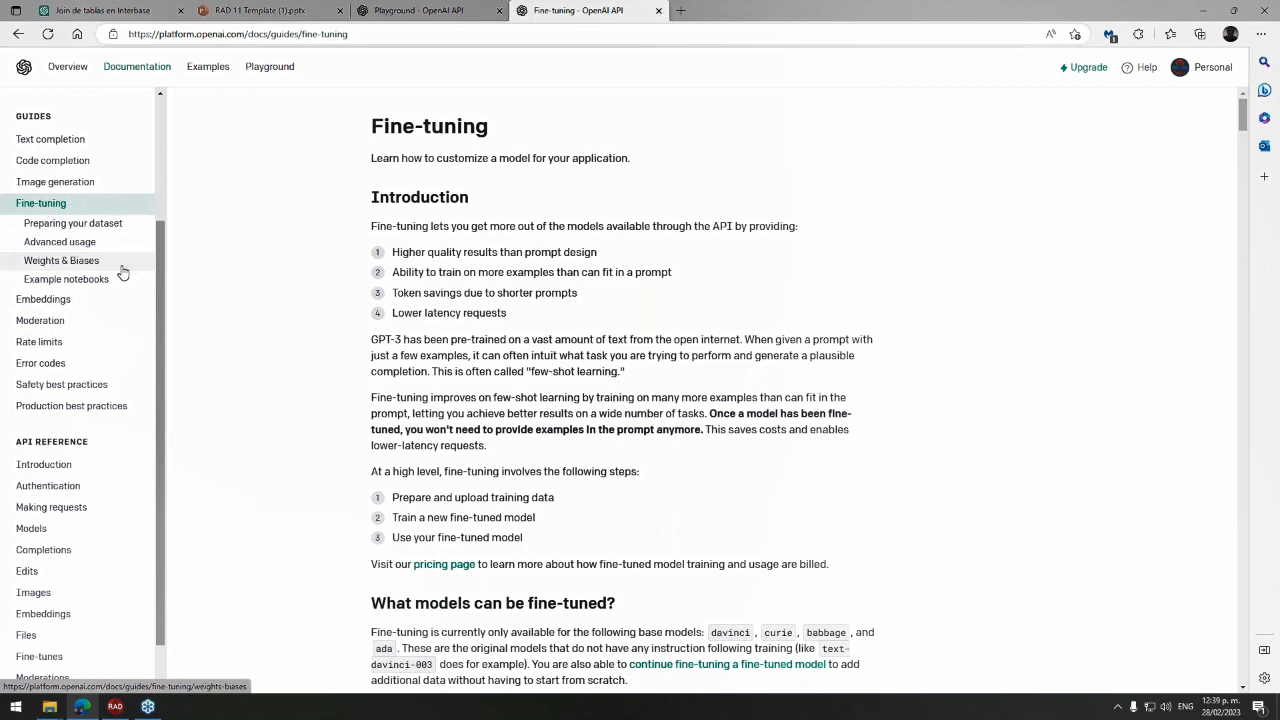 Join de tablas en Interbase
RAD 11 Template (1).pptx
Playground - OpenAI API
Fine-tuning - OpenAI API
https://platform.openai.com/docs/guides/fine-tuning
Overview Documentation Examples Playground
Upgrade Help Personal
GUIDES
Text completion
Code completion
Image generation
Fine-tuning
Preparing your dataset
Advanced usage
Weights & Biases
Example notebooks
Embeddings
Moderation
Rate limits
Error codes
Safety best practices
Production best practices
API REFERENCE
Introduction
Authentication
Making requests
Models
Completions
Edits
Images
Embeddings
Files
Fine-tunes
Moderations
Fine-tuning
Learn how to customize a model for your application.
Introduction
Fine-tuning lets you get more out of the models available through the API by providing:
1 Higher quality results than prompt design
2 Ability to train on more examples than can fit in a prompt
3 Token savings due to shorter prompts
4 Lower latency requests
GPT-3 has been pre-trained on a vast amount of text from the open internet. When given a prompt with
just a few examples, it can often intuit what task you are trying to perform and generate a plausible
completion. This is often called "few-shot learning."
Fine-tuning improves on few-shot learning by training on many more examples than can fit in the
prompt, letting you achieve better results on a wide number of tasks. Once a model has been fine-
tuned, you won't need to provide examples in the prompt anymore. This saves costs and enables
lower-latency requests.
At a high level, fine-tuning involves the following steps:
1 Prepare and upload training data
2 Train a new fine-tuned model
3 Use your fine-tuned model
Visit our pricing page to learn more about how fine-tuned model training and usage are billed.
What models can be fine-tuned?
Fine-tuning is currently only available for the following base models: davinci , curie , babbage , and
ada . These are the original models that do not have any instruction following training (like text-
davinci-003 does for example). You are also able to continue fine-tuning a fine-tuned model to add
additional data without having to start from scratch.
https://platform.openai.com/docs/guides/fine-tuning/weights-biases
RAD
ENG
12:39 p. m.
28/02/2023